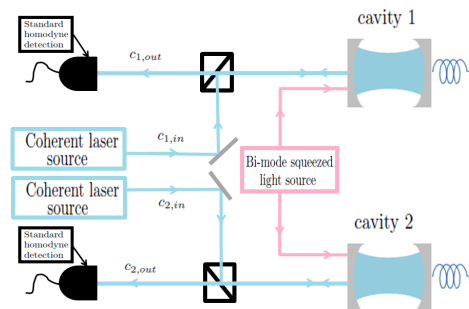 cavity 1
Standard
homodyne
detection
c1,out
c1,in
Coherent laser
source
Bi-mode squeezed
light source
Coherent laser
source
c2,in
cavity 2
Standard
homodyne
detection
c2,out